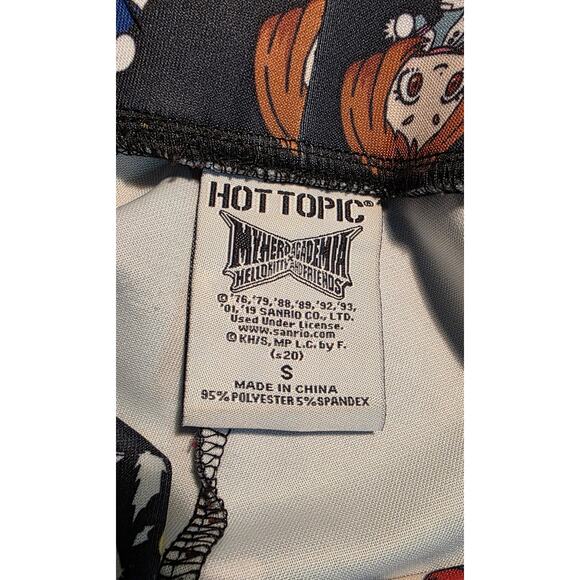 HOT TOPIC®
MY HERO ACADEMIA
X
HELLO KITTY AND FRIENDS
© '76, '79, '88, '89, '92, '93,
'01, '19 SANRIO CO., LTD.
Used Under License.
www.sanrio.com
© KH/S, MP L.C. by F.
(s20)
S
MADE IN CHINA
95% POLYESTER 5% SPANDEX